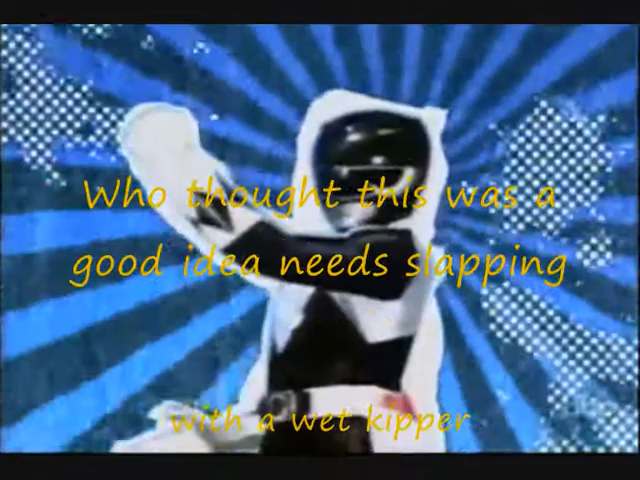 Who thought this was a
good idea needs slapping
with a wet kipper